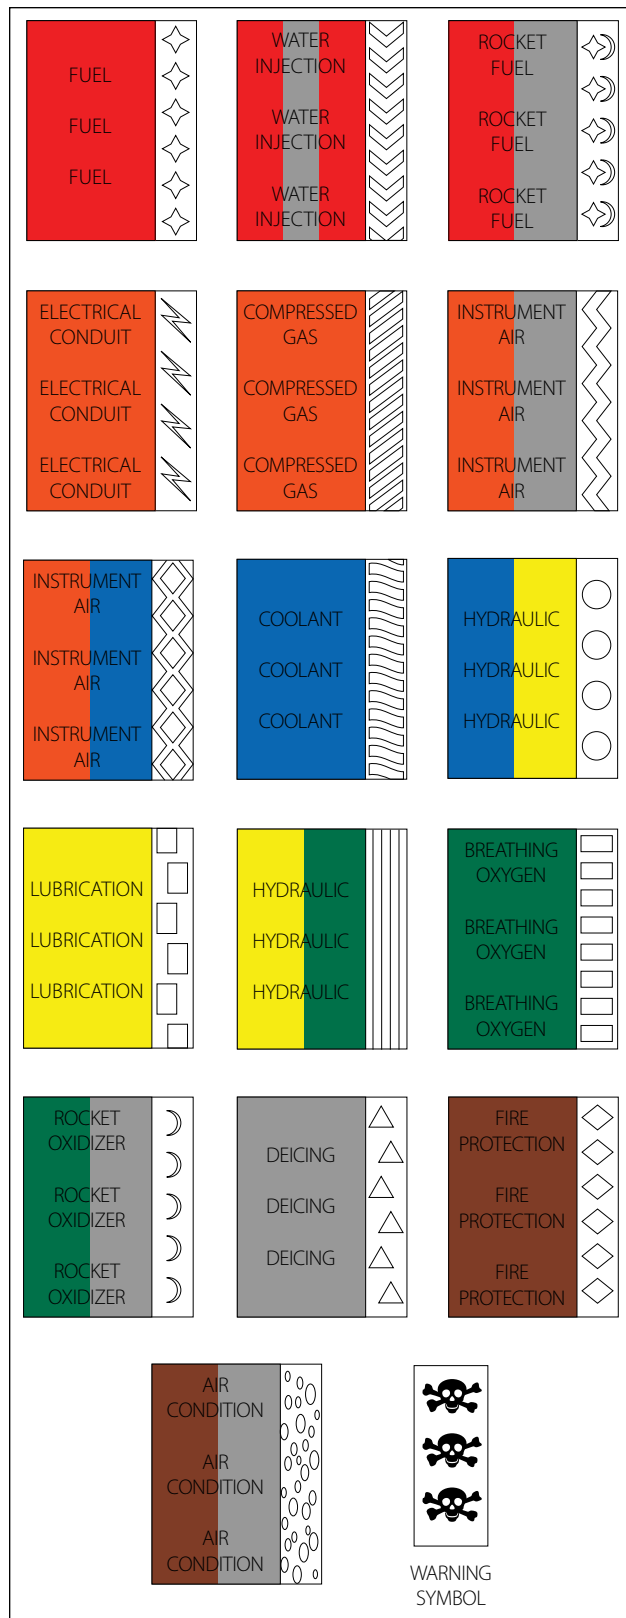 FUEL
FUEL
FUEL
WATER
INJECTION
WATER
INJECTION
WATER
INJECTION
ROCKET
FUEL
ROCKET
FUEL
ROCKET
FUEL
ELECTRICAL
CONDUIT
ELECTRICAL
CONDUIT
ELECTRICAL
CONDUIT
COMPRESSED
GAS
COMPRESSED
GAS
COMPRESSED
GAS
INSTRUMENT
AIR
INSTRUMENT
AIR
INSTRUMENT
AIR
INSTRUMENT
AIR
INSTRUMENT
AIR
INSTRUMENT
AIR
COOLANT
COOLANT
COOLANT
HYDRAULIC
HYDRAULIC
HYDRAULIC
LUBRICATION
LUBRICATION
LUBRICATION
HYDRAULIC
HYDRAULIC
HYDRAULIC
BREATHING
OXYGEN
BREATHING
OXYGEN
BREATHING
OXYGEN
ROCKET
OXIDIZER
ROCKET
OXIDIZER
ROCKET
OXIDIZER
DEICING
DEICING
DEICING
FIRE
PROTECTION
FIRE
PROTECTION
FIRE
PROTECTION
AIR
CONDITION
AIR
CONDITION
AIR
CONDITION
WARNING
SYMBOL